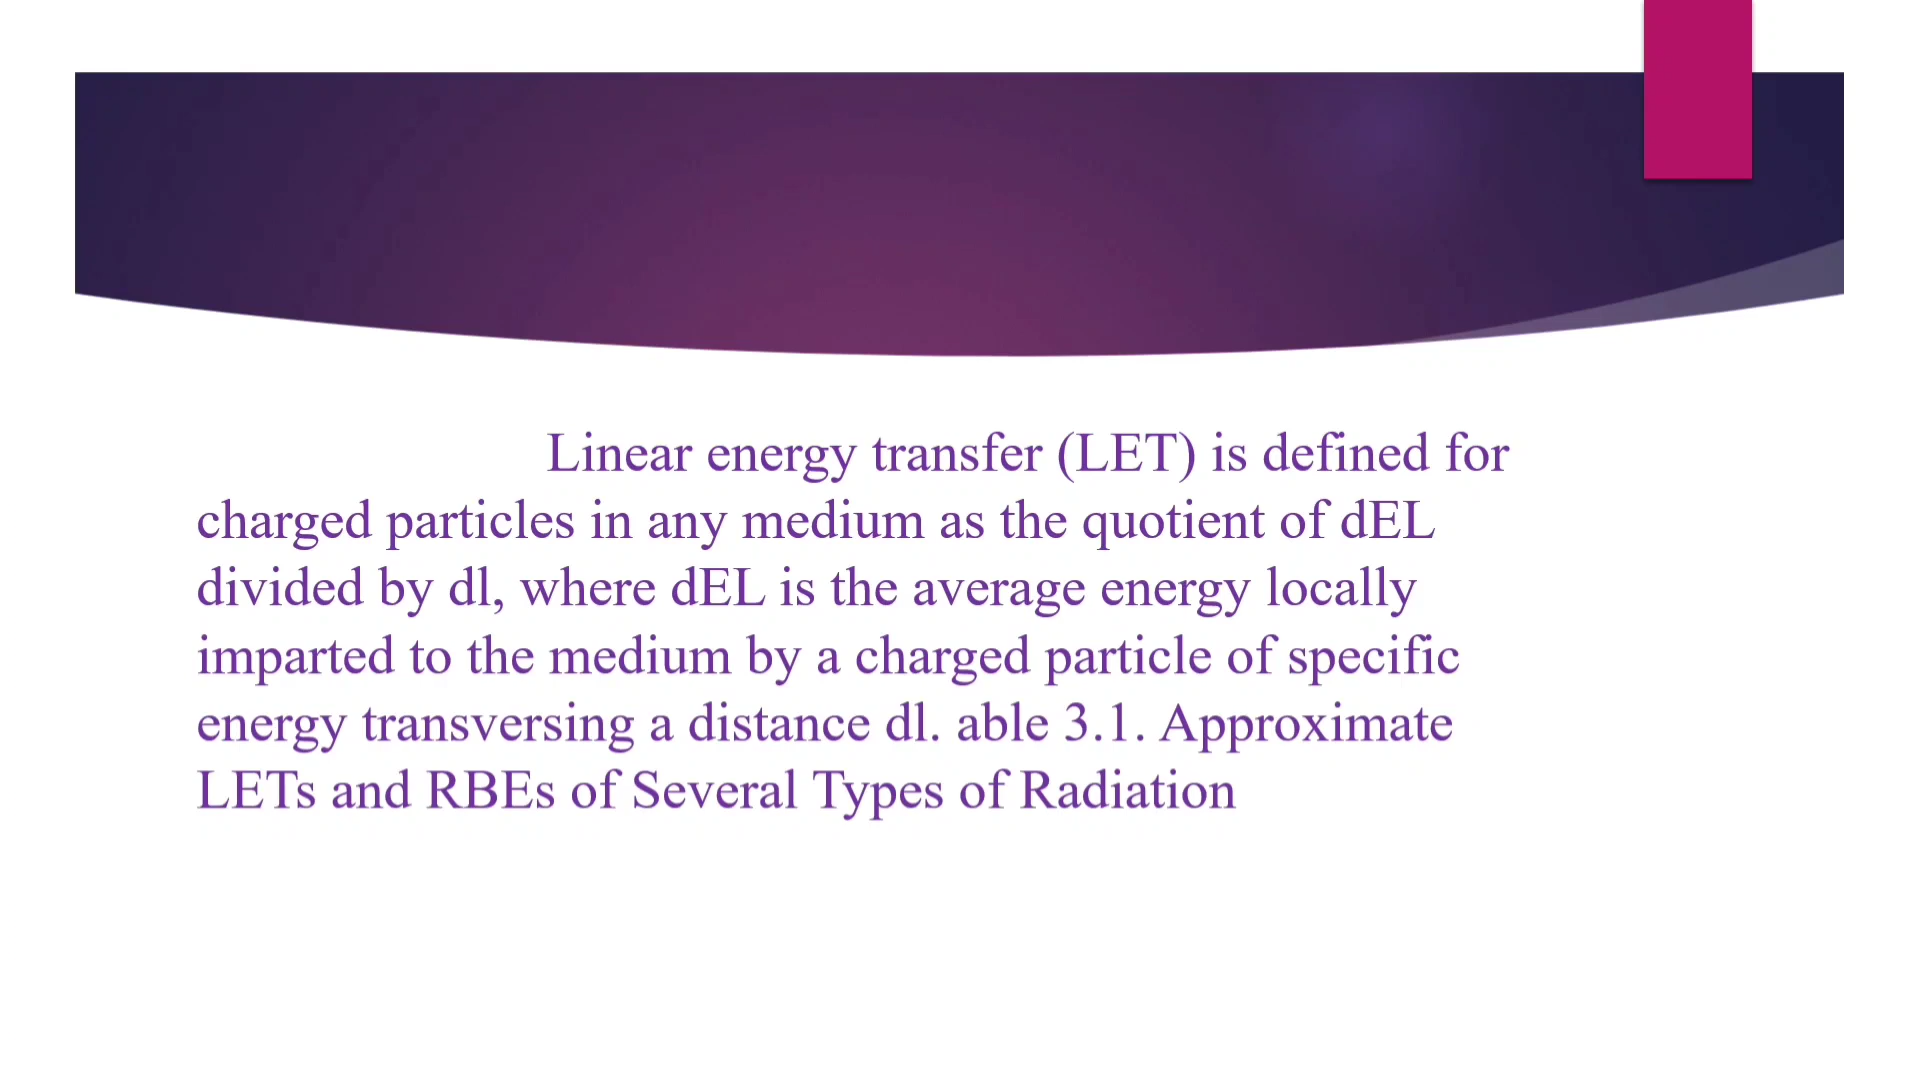 Linear energy transfer (LET) is defined for
charged particles in any medium as the quotient of dEL
divided by dl, where dEL is the average energy locally
imparted to the medium by a charged particle of specific
energy transversing a distance dl. able 3.1. Approximate
LETs and RBEs of Several Types of Radiation